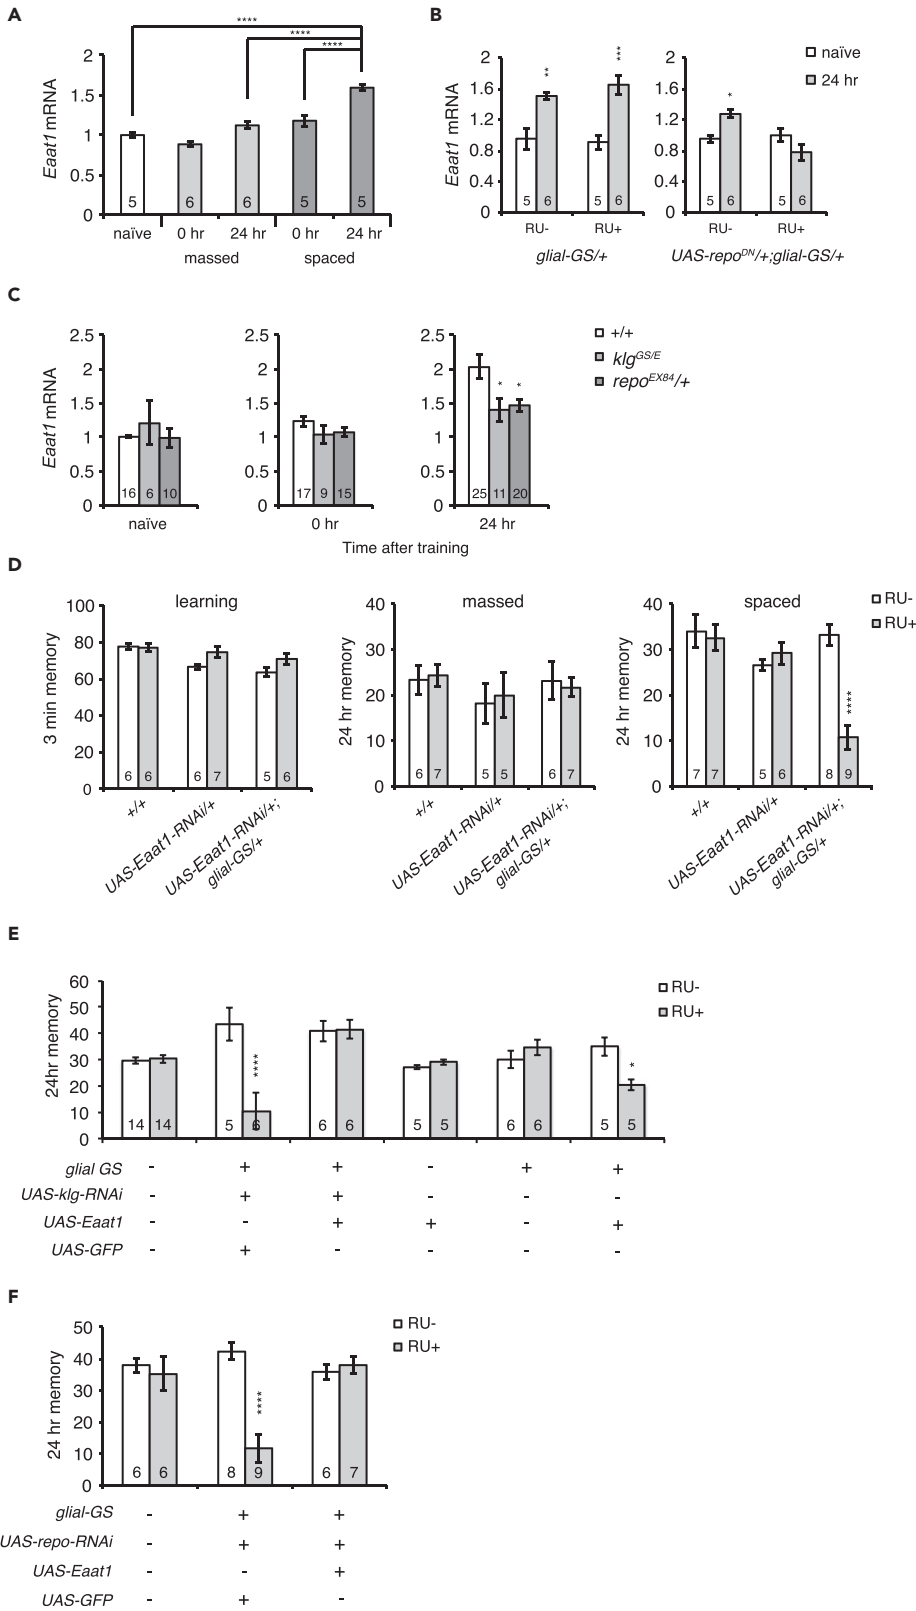 A
****
****
****
2
1.5
1
0.5
0
Eaat1 mRNA
5 6 6 5 5
naïve 0 hr 24 hr 0 hr 24 hr
massed spaced
B
naïve
24 hr
2 2
1.6 1.6
1.2 1.2
0.8 0.8
0.4 0.4
0 0
Eaat1 mRNA
** *** *
5 6 5 6 5 6 5 6
RU- RU+ RU- RU+
glial-GS/+ UAS-repoDN/+;glial-GS/+
C
+/+
klgGS/E
repoEX84/+
2.5 2.5 2.5
2 2 2
1.5 1.5 1.5
1 1 1
0.5 0.5 0.5
0 0 0
Eaat1 mRNA
* *
16 6 10 17 9 15 25 11 20
naïve 0 hr 24 hr
Time after training
D
learning massed spaced
RU-
RU+
100 40 40
80 30 30
60 20 20
40 10 10
20 0 0
0
3 min memory
24 hr memory
24 hr memory
****
6 6 6 7 5 6
6 7 5 5 6 7
7 7 5 6 8 9
+/+
UAS-Eaat1-RNAi/+
UAS-Eaat1-RNAi/+;
glial-GS/+
+/+
UAS-Eaat1-RNAi/+
UAS-Eaat1-RNAi/+;
glial-GS/+
+/+
UAS-Eaat1-RNAi/+
UAS-Eaat1-RNAi/+;
glial-GS/+
E
RU-
RU+
60
50
40
30
20
10
0
24hr memory
**** *
14 14 5 6 6 6 5 5 6 6 5 5
glial GS - + + - + +
UAS-klg-RNAi - + + - - -
UAS-Eaat1 - - + + - +
UAS-GFP - + - - - -
F
RU-
RU+
50
40
30
20
10
0
24 hr memory
****
6 6 8 9 6 7
glial-GS - + +
UAS-repo-RNAi - + +
UAS-Eaat1 - - +
UAS-GFP - + -